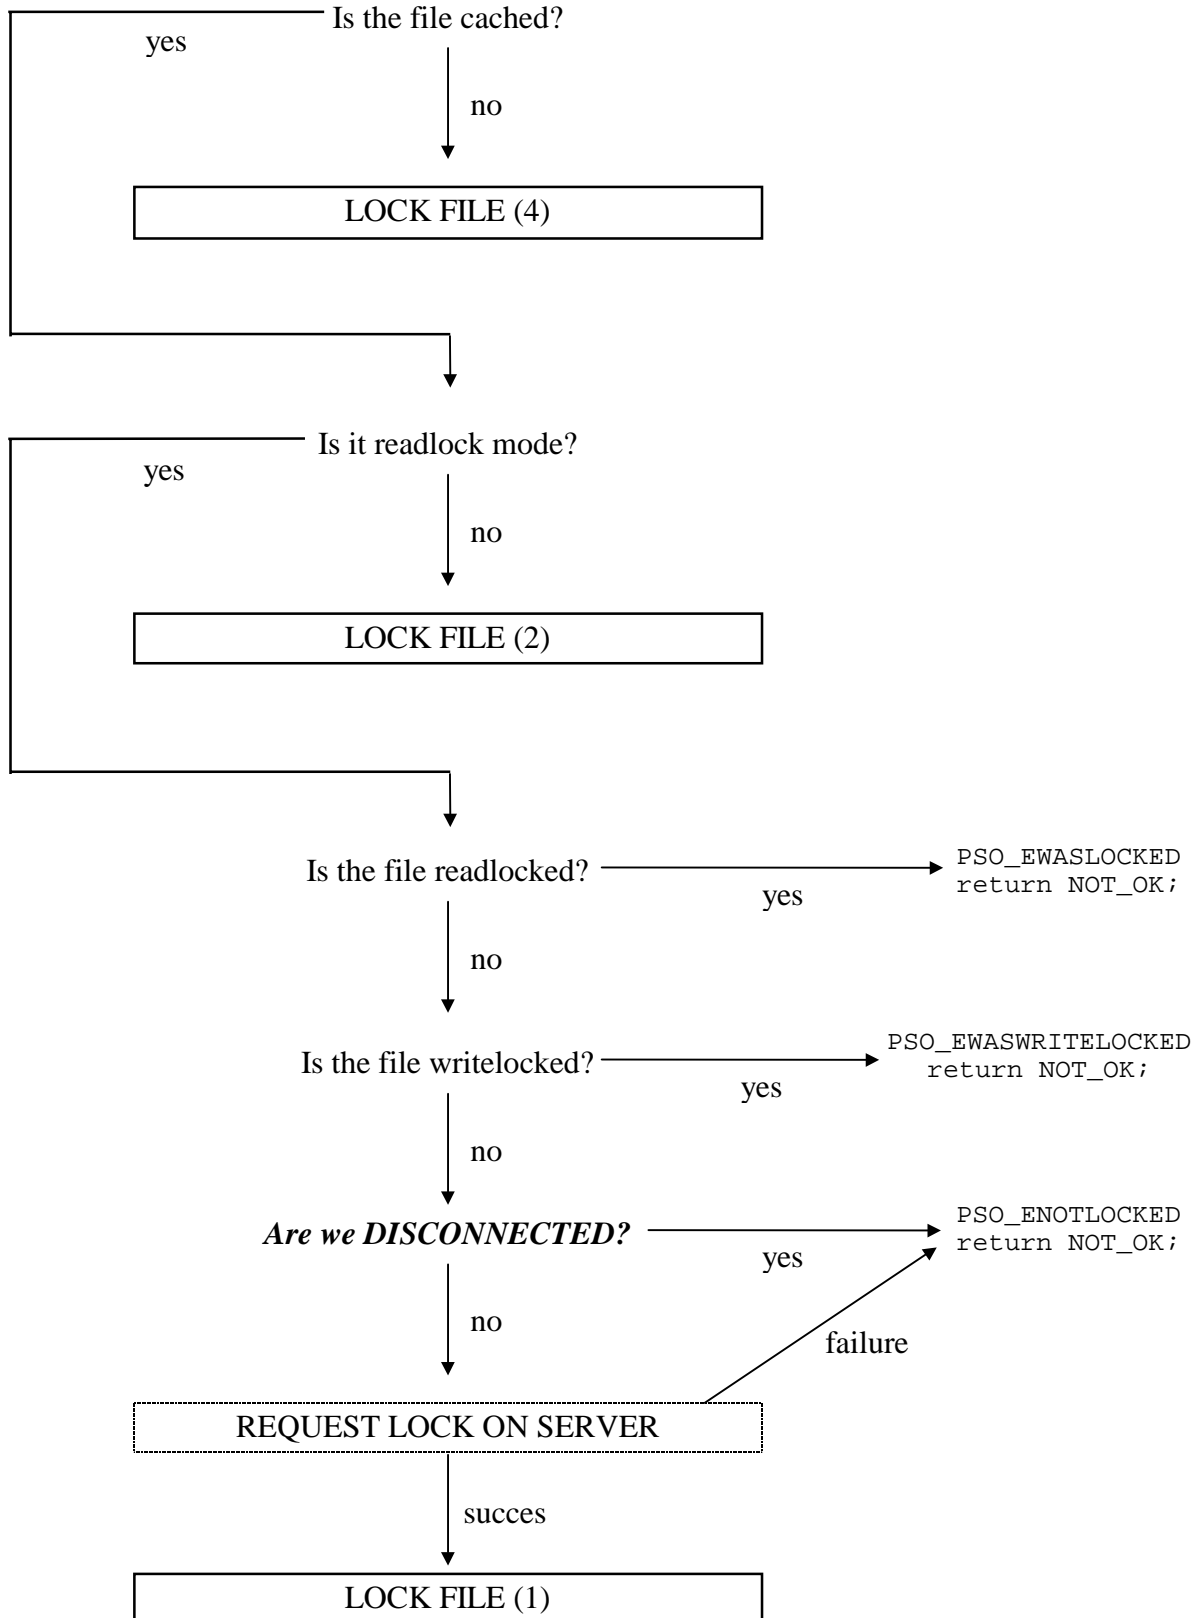 Is the file cached?
yes
no
LOCK FILE (4)
Is it readlock mode?
yes
no
LOCK FILE (2)
Is the file readlocked?
yes
PSO_EWASLOCKED
return NOT_OK;
no
Is the file writelocked?
yes
PSO_EWASWRITELOCKED
return NOT_OK;
no
Are we DISCONNECTED?
yes
PSO_ENOTLOCKED
return NOT_OK;
no
failure
REQUEST LOCK ON SERVER
succes
LOCK FILE (1)